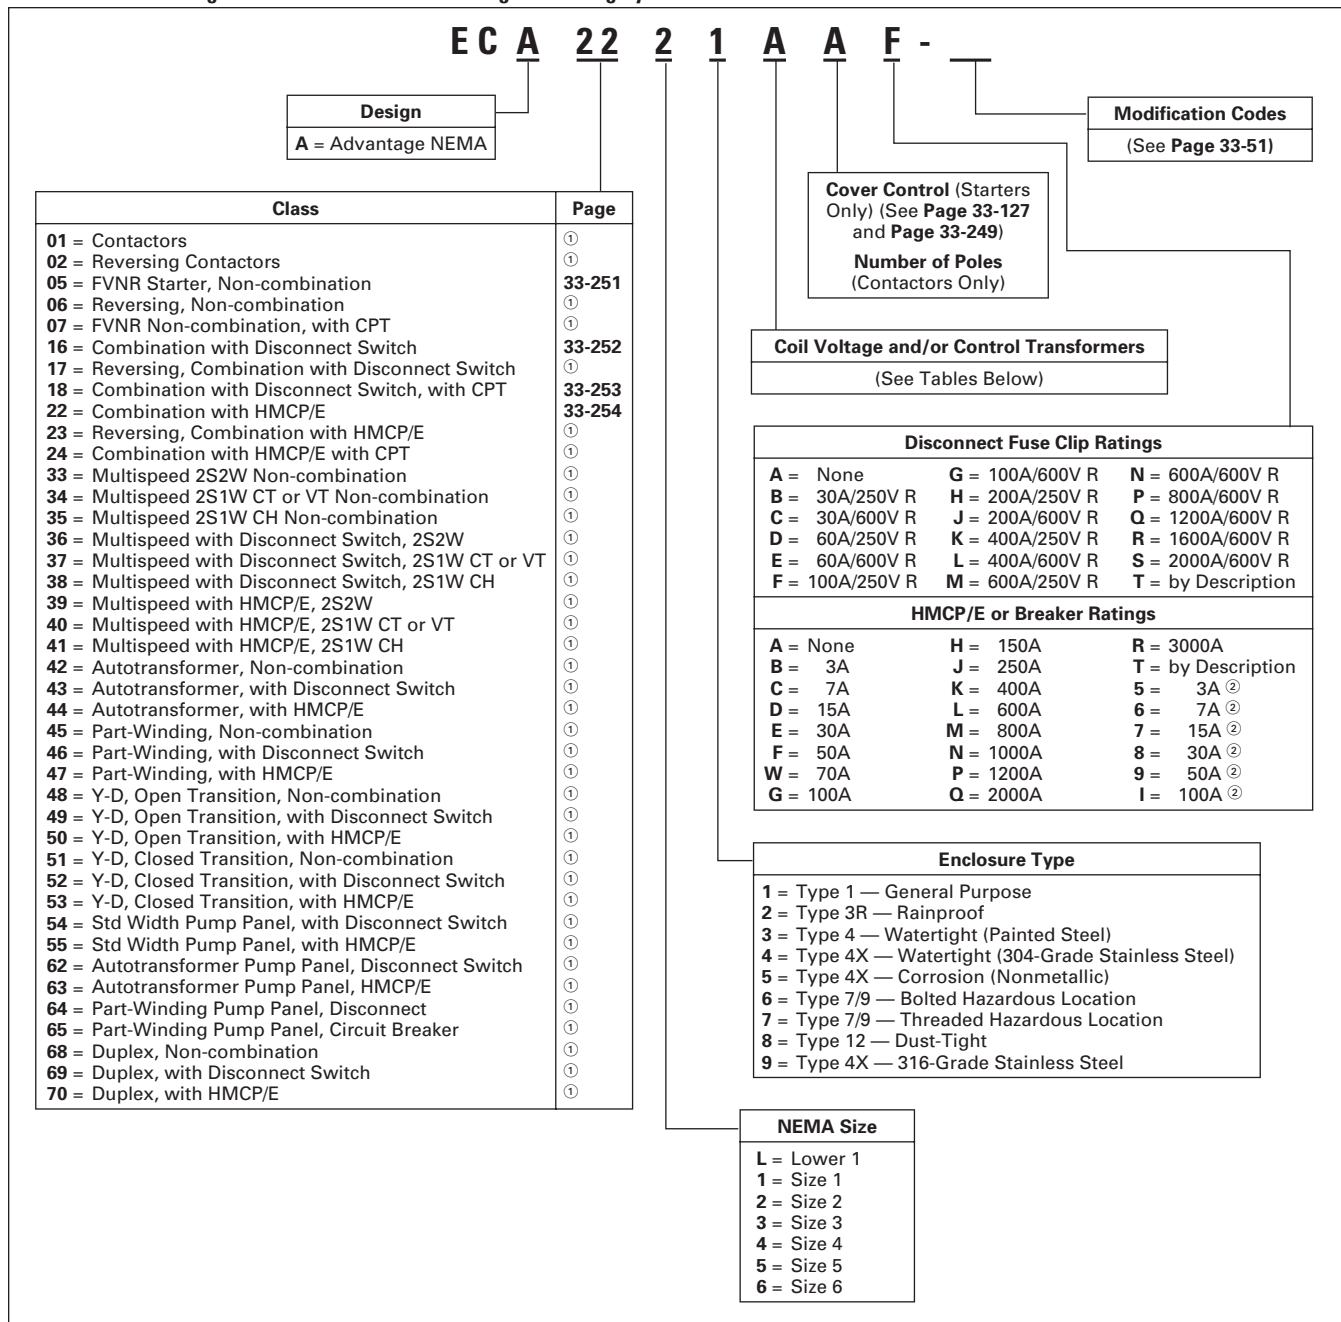 ECA 22 2 1 A A F - __
Design
A = Advantage NEMA
Modification Codes
(See Page 33-51)
Class Page
01 = Contactors ①
02 = Reversing Contactors ①
05 = FVNR Starter, Non-combination 33-251
06 = Reversing, Non-combination ①
07 = FVNR Non-combination, with CPT ①
16 = Combination with Disconnect Switch 33-252
17 = Reversing, Combination with Disconnect Switch ①
18 = Combination with Disconnect Switch, with CPT 33-253
22 = Combination with HMCP/E 33-254
23 = Reversing, Combination with HMCP/E ①
24 = Combination with HMCP/E with CPT ①
33 = Multispeed 2S2W Non-combination ①
34 = Multispeed 2S1W CT or VT Non-combination ①
35 = Multispeed 2S1W CH Non-combination ①
36 = Multispeed with Disconnect Switch, 2S2W ①
37 = Multispeed with Disconnect Switch, 2S1W CT or VT ①
38 = Multispeed with Disconnect Switch, 2S1W CH ①
39 = Multispeed with HMCP/E, 2S2W ①
40 = Multispeed with HMCP/E, 2S1W CT or VT ①
41 = Multispeed with HMCP/E, 2S1W CH ①
42 = Autotransformer, Non-combination ①
43 = Autotransformer, with Disconnect Switch ①
44 = Autotransformer, with HMCP/E ①
45 = Part-Winding, Non-combination ①
46 = Part-Winding, with Disconnect Switch ①
47 = Part-Winding, with HMCP/E ①
48 = Y-D, Open Transition, Non-combination ①
49 = Y-D, Open Transition, with Disconnect Switch ①
50 = Y-D, Open Transition, with HMCP/E ①
51 = Y-D, Closed Transition, Non-combination ①
52 = Y-D, Closed Transition, with Disconnect Switch ①
53 = Y-D, Closed Transition, with HMCP/E ①
54 = Std Width Pump Panel, with Disconnect Switch ①
55 = Std Width Pump Panel, with HMCP/E ①
62 = Autotransformer Pump Panel, Disconnect Switch ①
63 = Autotransformer Pump Panel, HMCP/E ①
64 = Part-Winding Pump Panel, Disconnect ①
65 = Part-Winding Pump Panel, Circuit Breaker ①
68 = Duplex, Non-combination ①
69 = Duplex, with Disconnect Switch ①
70 = Duplex, with HMCP/E ①
Cover Control (Starters
Only) (See Page 33-127
and Page 33-249)
Number of Poles
(Contactors Only)
Coil Voltage and/or Control Transformers
(See Tables Below)
Disconnect Fuse Clip Ratings
A = None G = 100A/600V R N = 600A/600V R
B = 30A/250V R H = 200A/250V R P = 800A/600V R
C = 30A/600V R J = 200A/600V R Q = 1200A/600V R
D = 60A/250V R K = 400A/250V R R = 1600A/600V R
E = 60A/600V R L = 400A/600V R S = 2000A/600V R
F = 100A/250V R M = 600A/250V R T = by Description
HMCP/E or Breaker Ratings
A = None H = 150A R = 3000A
B = 3A J = 250A T = by Description
C = 7A K = 400A 5 = 3A ②
D = 15A L = 600A 6 = 7A ②
E = 30A M = 800A 7 = 15A ②
F = 50A N = 1000A 8 = 30A ②
W = 70A P = 1200A 9 = 50A ②
G = 100A Q = 2000A I = 100A ②
Enclosure Type
1 = Type 1 — General Purpose
2 = Type 3R — Rainproof
3 = Type 4 — Watertight (Painted Steel)
4 = Type 4X — Watertight (304-Grade Stainless Steel)
5 = Type 4X — Corrosion (Nonmetallic)
6 = Type 7/9 — Bolted Hazardous Location
7 = Type 7/9 — Threaded Hazardous Location
8 = Type 12 — Dust-Tight
9 = Type 4X — 316-Grade Stainless Steel
NEMA Size
L = Lower 1
1 = Size 1
2 = Size 2
3 = Size 3
4 = Size 4
5 = Size 5
6 = Size 6